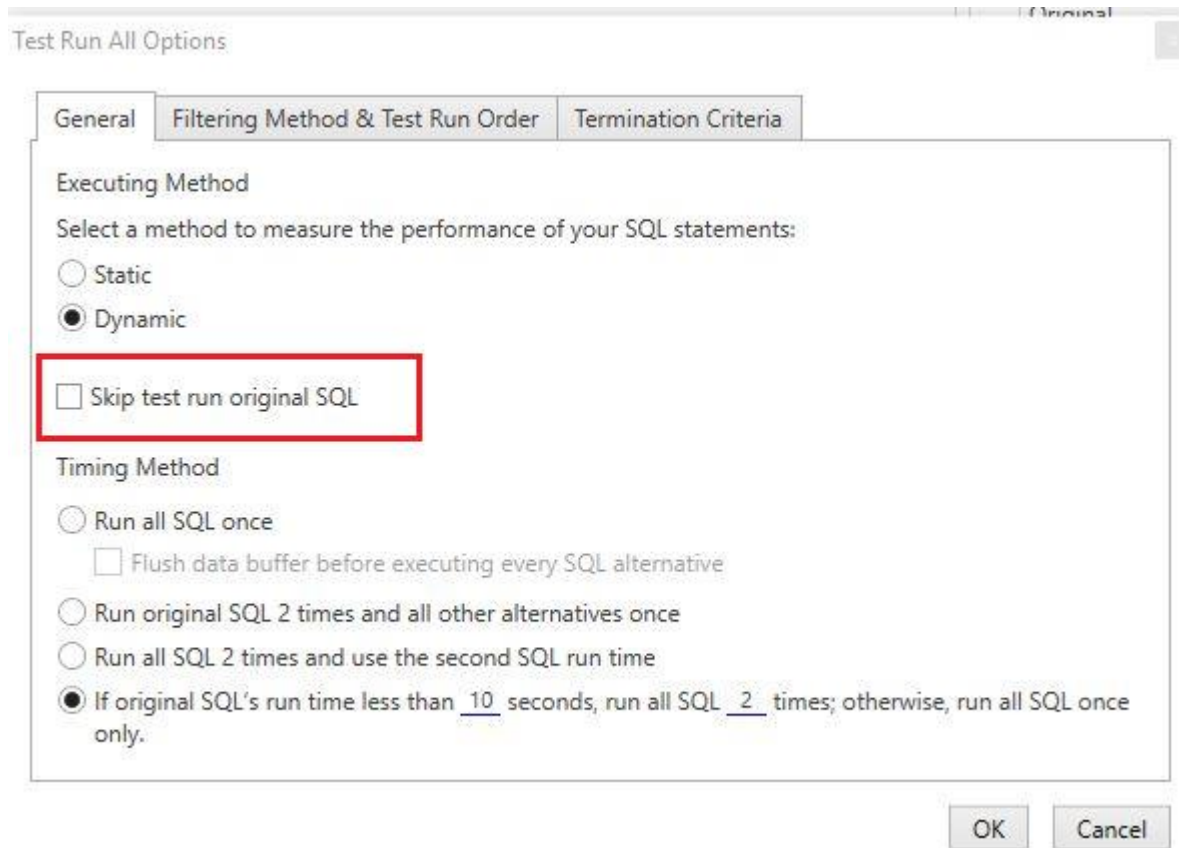 Original
Test Run All Options
General
Filtering Method & Test Run Order
Termination Criteria
Executing Method
Select a method to measure the performance of your SQL statements:
Static
Dynamic
Skip test run original SQL
Timing Method
Run all SQL once
Flush data buffer before executing every SQL alternative
Run original SQL 2 times and all other alternatives once
Run all SQL 2 times and use the second SQL run time
If original SQL's run time less than 10 seconds, run all SQL 2 times; otherwise, run all SQL once
only.
OK
Cancel